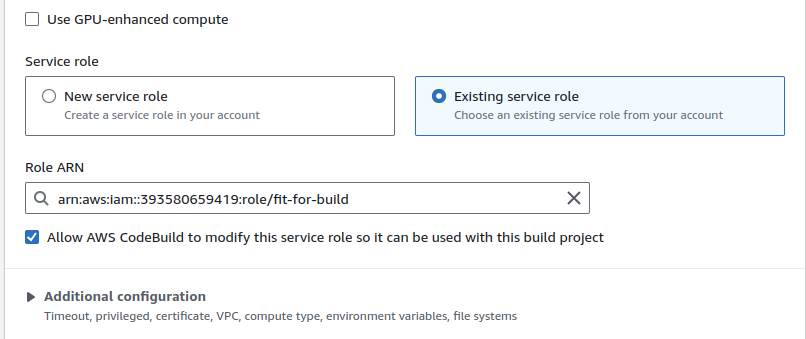 Use GPU-enhanced compute
Service role
New service role
Create a service role in your account
Existing service role
Choose an existing service role from your account
Role ARN
arn:aws:iam::393580659419:role/fit-for-build
Allow AWS CodeBuild to modify this service role so it can be used with this build project
Additional configuration
Timeout, privileged, certificate, VPC, compute type, environment variables, file systems